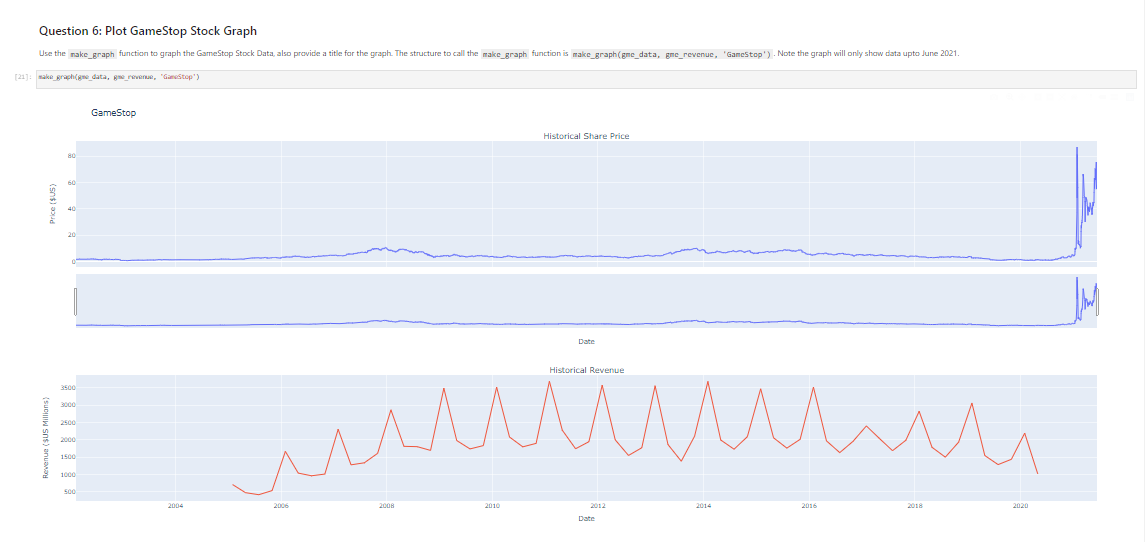 Question 6: Plot GameStop Stock Graph
Use the make_graph function to graph the GameStop Stock Data, also provide a title for the graph. The structure to call the make_graph function is make_graph(gme_data, gme_revenue, 'GameStop') . Note the graph will only show data upto June 2021.
[21]: make_graph(gme_data, gme_revenue, 'GameStop')
GameStop
Historical Share Price
Price ($US)
80
60
40
20
0
Date
Historical Revenue
Revenue ($US Millions)
3500
3000
2500
2000
1500
1000
500
2004 2006 2008 2010 2012 2014 2016 2018 2020
Date